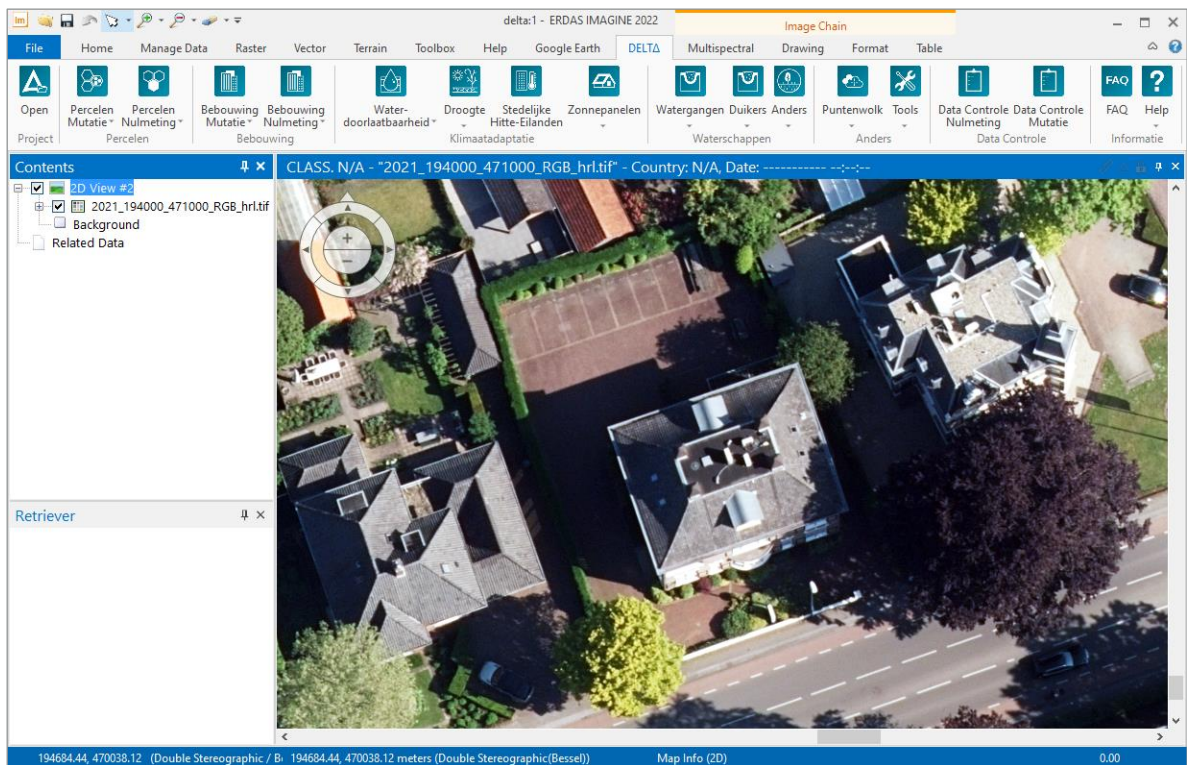 Im
delta:1 - ERDAS IMAGINE 2022
Image Chain
File Home Manage Data Raster Vector Terrain Toolbox Help Google Earth DELTΔ Multispectral Drawing Format Table
FAQ ?
Open Percelen Percelen Bebouwing Bebouwing Water- Droogte Stedelijke Zonnepanelen Watergangen Duikers Anders Puntenwolk Tools Data Controle Data Controle FAQ Help
Mutatie Nulmeting Mutatie Nulmeting doorlaatbaarheid Hitte-Eilanden Nulmeting Mutatie
Project Percelen Bebouwing Klimaatadaptatie Waterschappen Anders Data Controle Informatie
Contents
CLASS. N/A - "2021_194000_471000_RGB_hrl.tif" - Country: N/A, Date: ----------- --:--:--
2D View #2
2021_194000_471000_RGB_hrl.tif
Background
Related Data
Retriever
194684.44, 470038.12 (Double Stereographic / B 194684.44, 470038.12 meters (Double Stereographic(Bessel)) Map Info (2D) 0.00